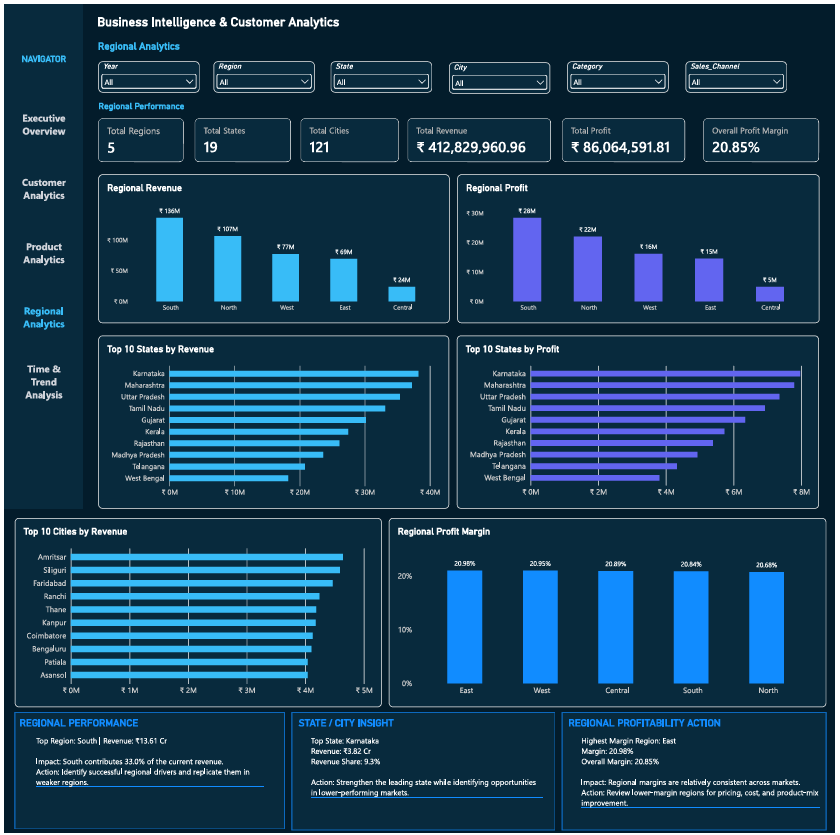 Business Intelligence & Customer Analytics
Regional Analytics
NAVIGATOR
Executive
Overview
Customer
Analytics
Product
Analytics
Regional
Analytics
Time &
Trend
Analysis
Year
All
Region
All
State
All
City
All
Category
All
Sales_Channel
All
Regional Performance
Total Regions
5
Total States
19
Total Cities
121
Total Revenue
₹ 412,829,960.96
Total Profit
₹ 86,064,591.81
Overall Profit Margin
20.85%
Regional Revenue
₹ 100M
₹ 50M
₹ 0M
₹ 136M
₹ 107M
₹ 77M
₹ 69M
₹ 24M
South
North
West
East
Central
Regional Profit
₹ 30M
₹ 20M
₹ 10M
₹ 0M
₹ 28M
₹ 22M
₹ 16M
₹ 15M
₹ 5M
South
North
West
East
Central
Top 10 States by Revenue
Karnataka
Maharashtra
Uttar Pradesh
Tamil Nadu
Gujarat
Kerala
Rajasthan
Madhya Pradesh
Telangana
West Bengal
₹ 0M
₹ 10M
₹ 20M
₹ 30M
₹ 40M
Top 10 States by Profit
Karnataka
Maharashtra
Uttar Pradesh
Tamil Nadu
Gujarat
Kerala
Rajasthan
Madhya Pradesh
Telangana
West Bengal
₹ 0M
₹ 2M
₹ 4M
₹ 6M
₹ 8M
Top 10 Cities by Revenue
Amritsar
Siliguri
Faridabad
Ranchi
Thane
Kanpur
Coimbatore
Bengaluru
Patiala
Asansol
₹ 0M
₹ 1M
₹ 2M
₹ 3M
₹ 4M
₹ 5M
Regional Profit Margin
20%
10%
0%
20.98%
20.95%
20.89%
20.84%
20.68%
East
West
Central
South
North
REGIONAL PERFORMANCE
Top Region: South | Revenue: ₹13.61 Cr
Impact: South contributes 33.0% of the current revenue.
Action: Identify successful regional drivers and replicate them in
weaker regions.
STATE / CITY INSIGHT
Top State: Karnataka
Revenue: ₹3.82 Cr
Revenue Share: 9.3%
Action: Strengthen the leading state while identifying opportunities
in lower-performing markets.
REGIONAL PROFITABILITY ACTION
Highest Margin Region: East
Margin: 20.98%
Overall Margin: 20.85%
Impact: Regional margins are relatively consistent across markets.
Action: Review lower-margin regions for pricing, cost, and product-mix
improvement.